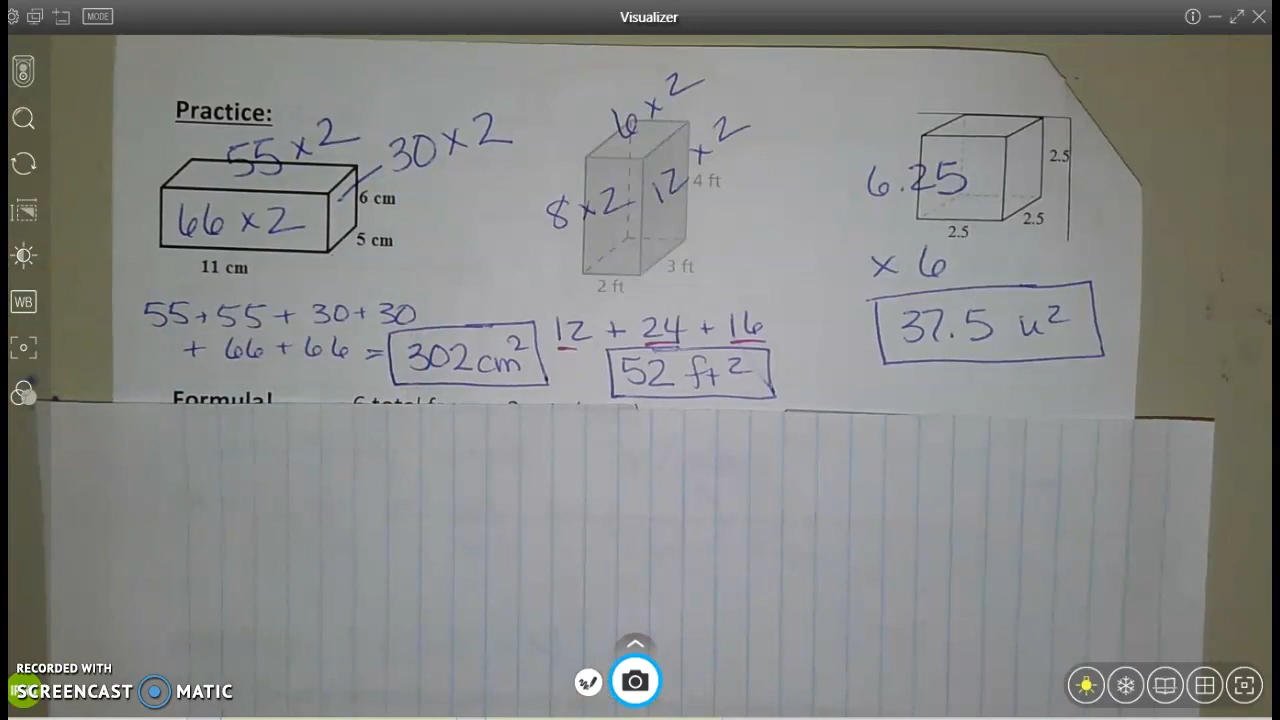 MODE
Visualizer
Practice:
55 x 2
30 x 2
66 x 2
6 cm
5 cm
11 cm
55 + 55 + 30 + 30
+ 66 + 66 = 302 cm²
6 x 2
x 2
8 x 2
12
4 ft
3 ft
2 ft
12 + 24 + 16
52 ft²
6.25
2.5
2.5
2.5
x 6
37.5 u²
WB
RECORDED WITH
SCREENCAST MATIC